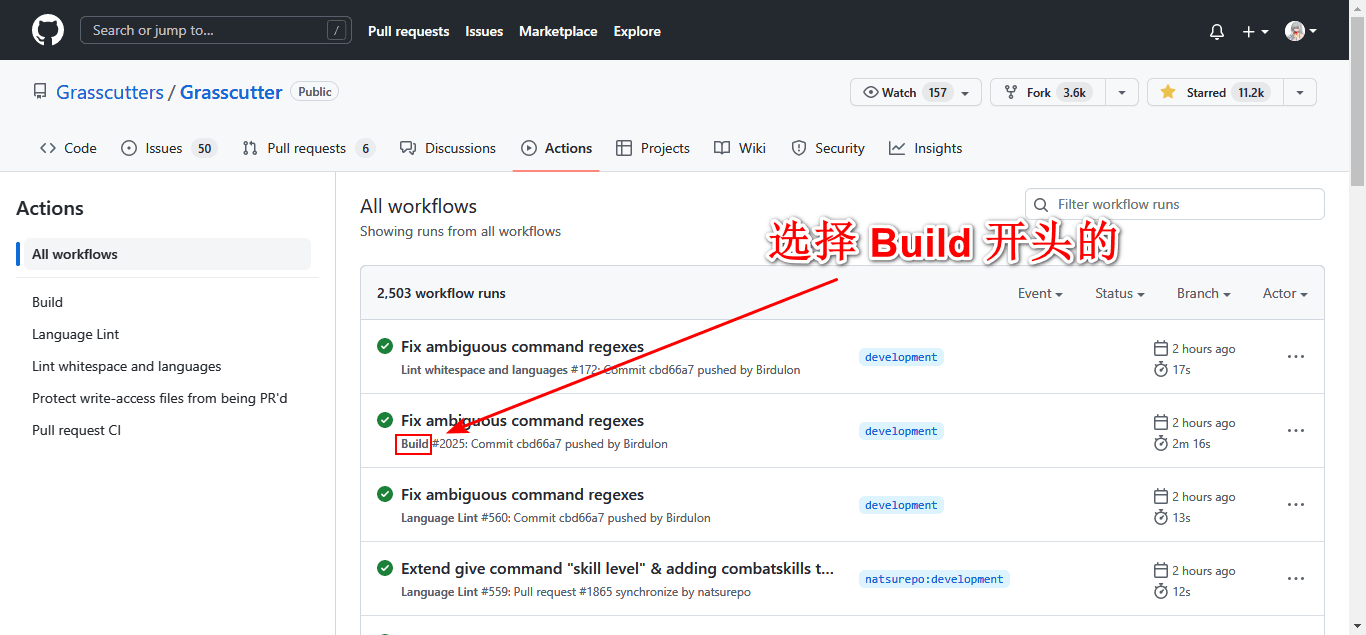 Search or jump to... /
Pull requests Issues Marketplace Explore
Grasscutters / Grasscutter Public
Watch 157 Fork 3.6k Starred 11.2k
Code Issues 50 Pull requests 6 Discussions Actions Projects Wiki Security Insights
Actions
All workflows
Build
Language Lint
Lint whitespace and languages
Protect write-access files from being PR'd
Pull request CI
All workflows
Showing runs from all workflows
Filter workflow runs
选择 Build 开头的
2,503 workflow runs
Event Status Branch Actor
Fix ambiguous command regexes
Lint whitespace and languages #172: Commit cbd66a7 pushed by Birdulon
development
2 hours ago
17s
Fix ambiguous command regexes
Build #2025: Commit cbd66a7 pushed by Birdulon
development
2 hours ago
2m 16s
Fix ambiguous command regexes
Language Lint #560: Commit cbd66a7 pushed by Birdulon
development
2 hours ago
13s
Extend give command "skill level" & adding combatskills t...
Language Lint #559: Pull request #1865 synchronize by natsurepo
natsurepo:development
2 hours ago
12s